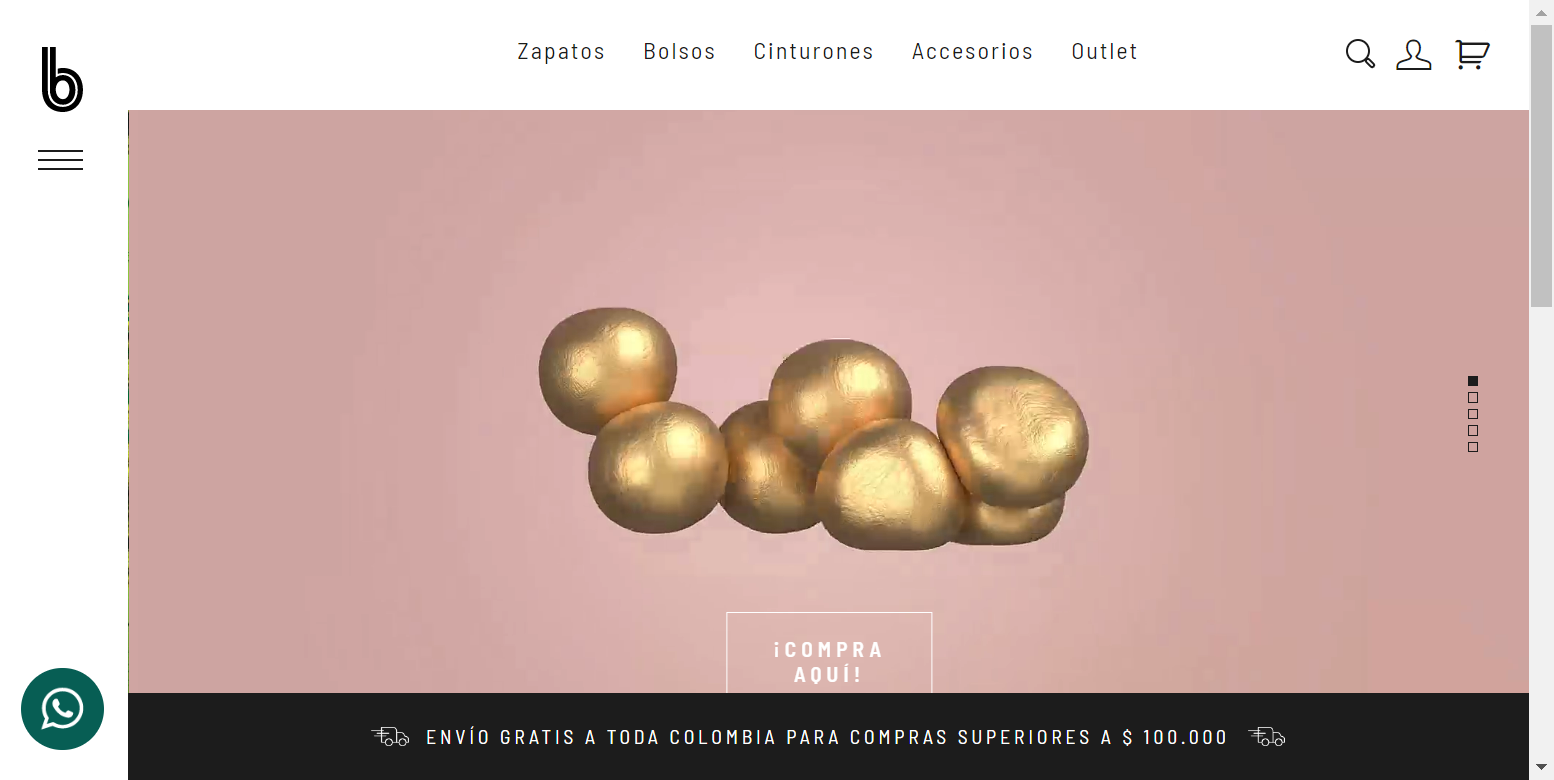 b
Zapatos Bolsos Cinturones Accesorios Outlet
¡COMPRA
AQUÍ!
ENVÍO GRATIS A TODA COLOMBIA PARA COMPRAS SUPERIORES A $ 100.000